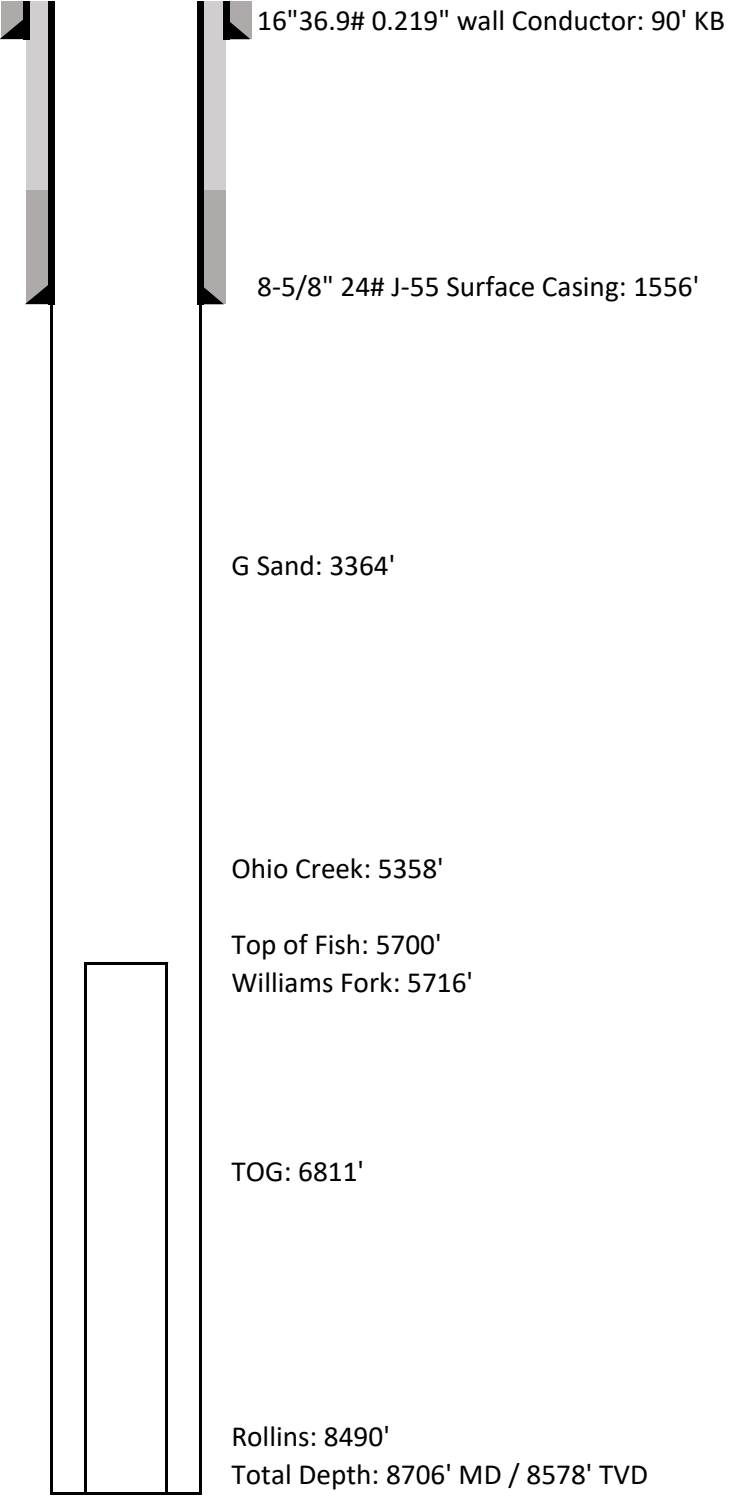 16"36.9# 0.219" wall Conductor: 90' KB
8-5/8" 24# J-55 Surface Casing: 1556'
G Sand: 3364'
Ohio Creek: 5358'
Top of Fish: 5700'
Williams Fork: 5716'
TOG: 6811'
Rollins: 8490'
Total Depth: 8706' MD / 8578' TVD